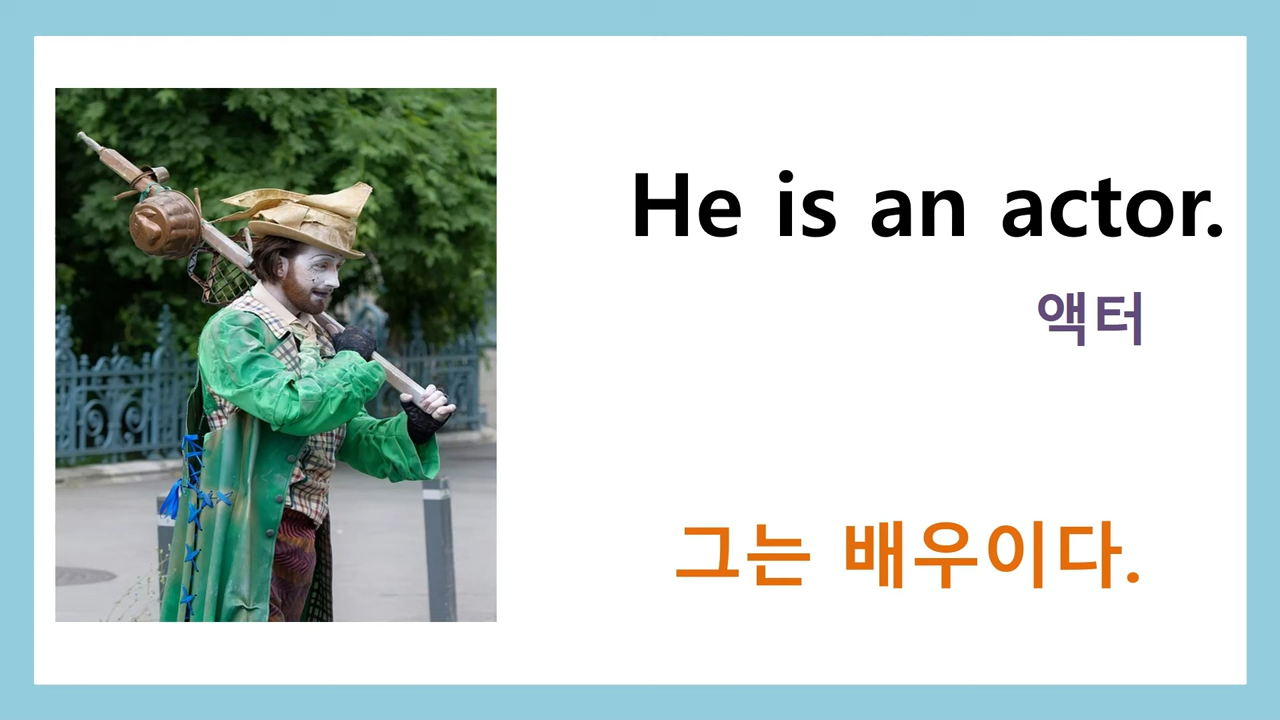 He is an actor.
액터
그는 배우이다.